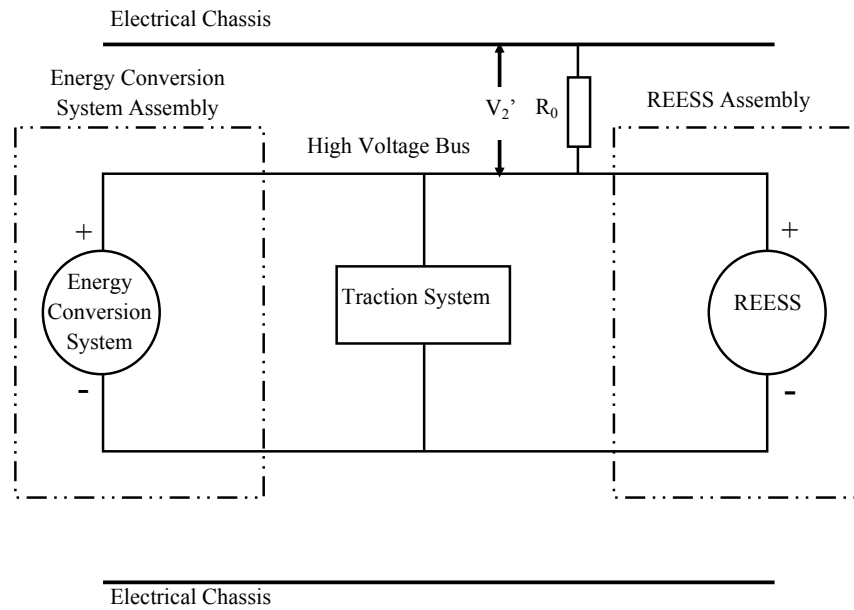 Electrical Chassis
Energy Conversion
System Assembly
V₂’
R₀
REESS Assembly
High Voltage Bus
+
+
Energy
Conversion
System
Traction System
REESS
-
-
Electrical Chassis